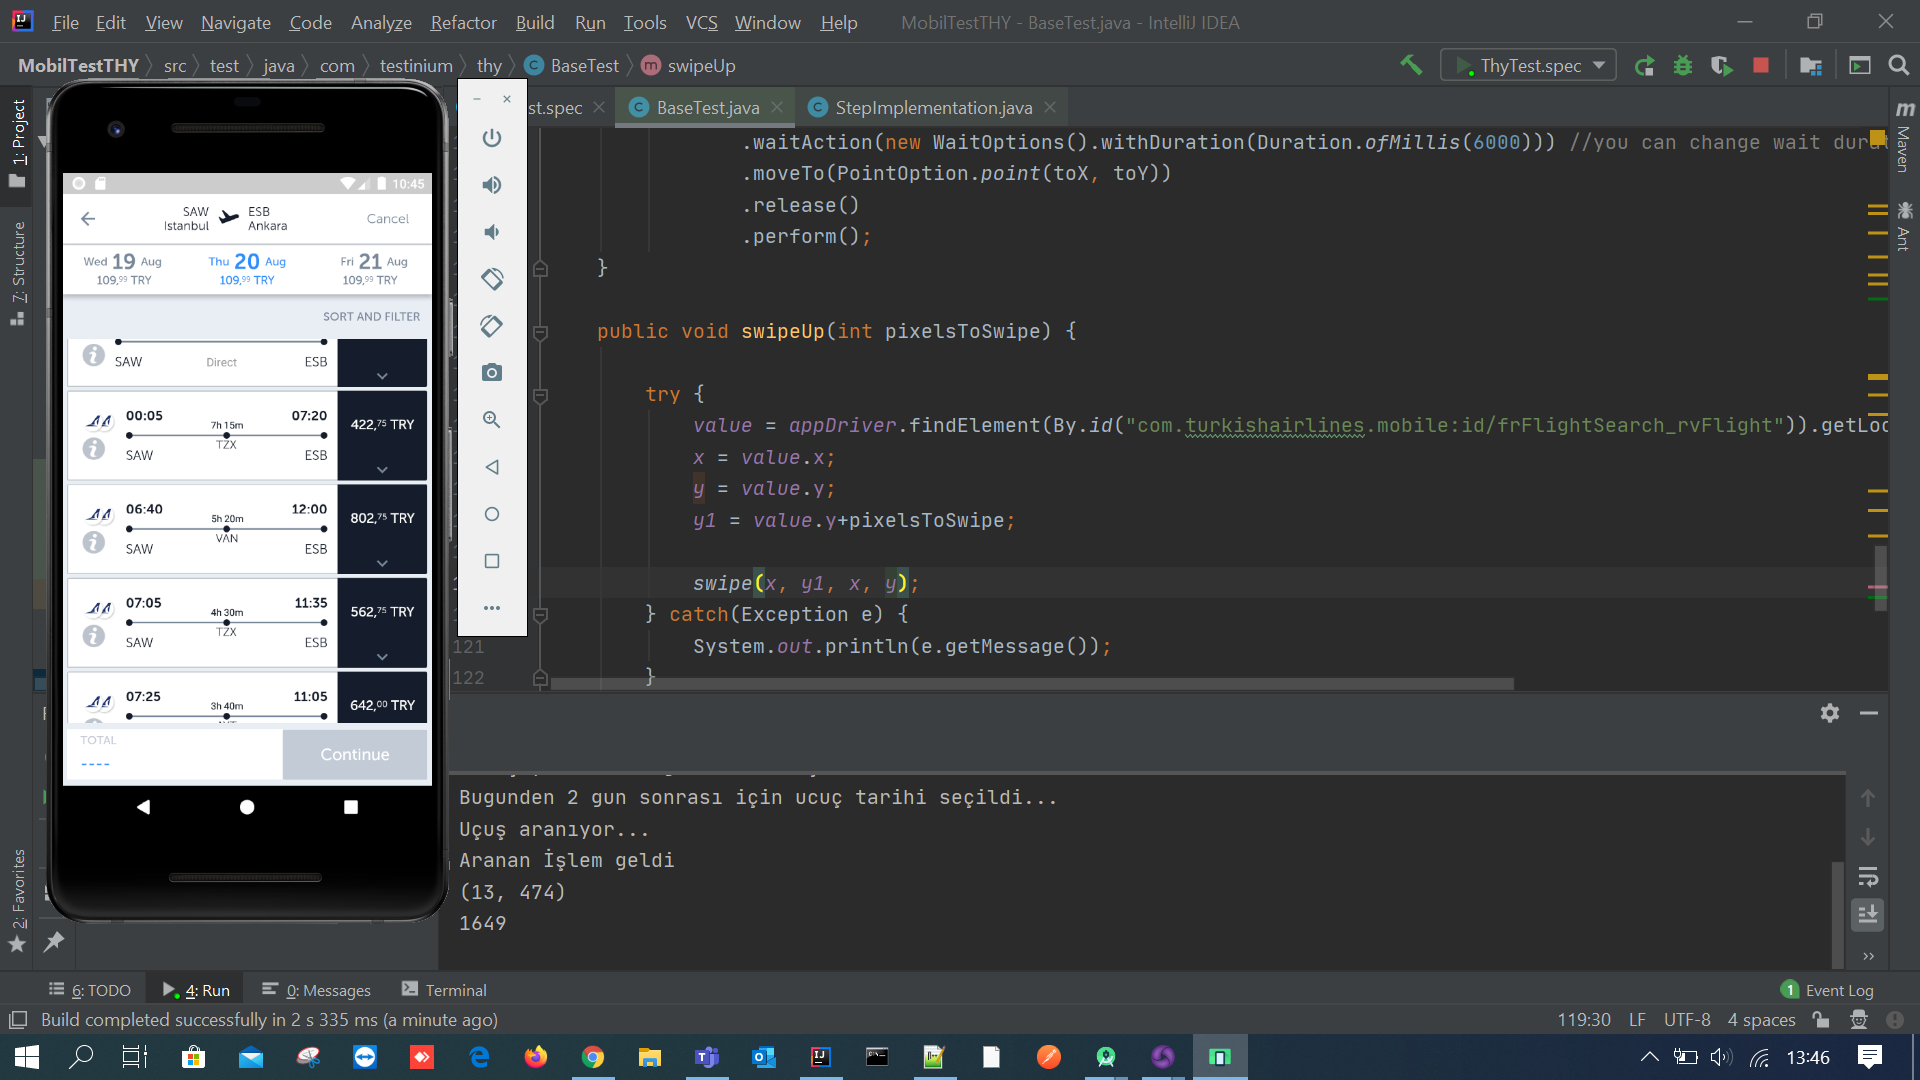 File Edit View Navigate Code Analyze Refactor Build Run Tools VCS Window Help MobilTestTHY - BaseTest.java - IntelliJ IDEA
MobilTestTHY src test java com testinium thy BaseTest swipeUp ThyTest.spec
st.spec BaseTest.java StepImplementation.java
1: Project
7: Structure
2: Favorites
Maven
Ant
10:45
SAW ESB
Istanbul Ankara
Cancel
Wed 19 Aug Thu 20 Aug Fri 21 Aug
109,99 TRY 109,99 TRY 109,99 TRY
SORT AND FILTER
SAW Direct ESB
00:05 7h 15m 07:20 422,75 TRY
TZX
SAW ESB
06:40 5h 20m 12:00 802,75 TRY
VAN
SAW ESB
07:05 4h 30m 11:35 562,75 TRY
TZX
SAW ESB
07:25 3h 40m 11:05 642,00 TRY
TOTAL
----
Continue
.waitAction(new WaitOptions().withDuration(Duration.ofMillis(6000))) //you can change wait durat
.moveTo(PointOption.point(toX, toY))
.release()
.perform();
}
public void swipeUp(int pixelsToSwipe) {
try {
value = appDriver.findElement(By.id("com.turkishairlines.mobile:id/frFlightSearch_rvFlight")).getLoc
x = value.x;
y = value.y;
y1 = value.y+pixelsToSwipe;
swipe(x, y1, x, y);
} catch(Exception e) {
121 System.out.println(e.getMessage());
122 }
Bugunden 2 gun sonrası için ucuç tarihi seçildi...
Uçuş aranıyor...
Aranan İşlem geldi
(13, 474)
1649
6: TODO 4: Run 0: Messages Terminal 1 Event Log
Build completed successfully in 2 s 335 ms (a minute ago) 119:30 LF UTF-8 4 spaces
13:46